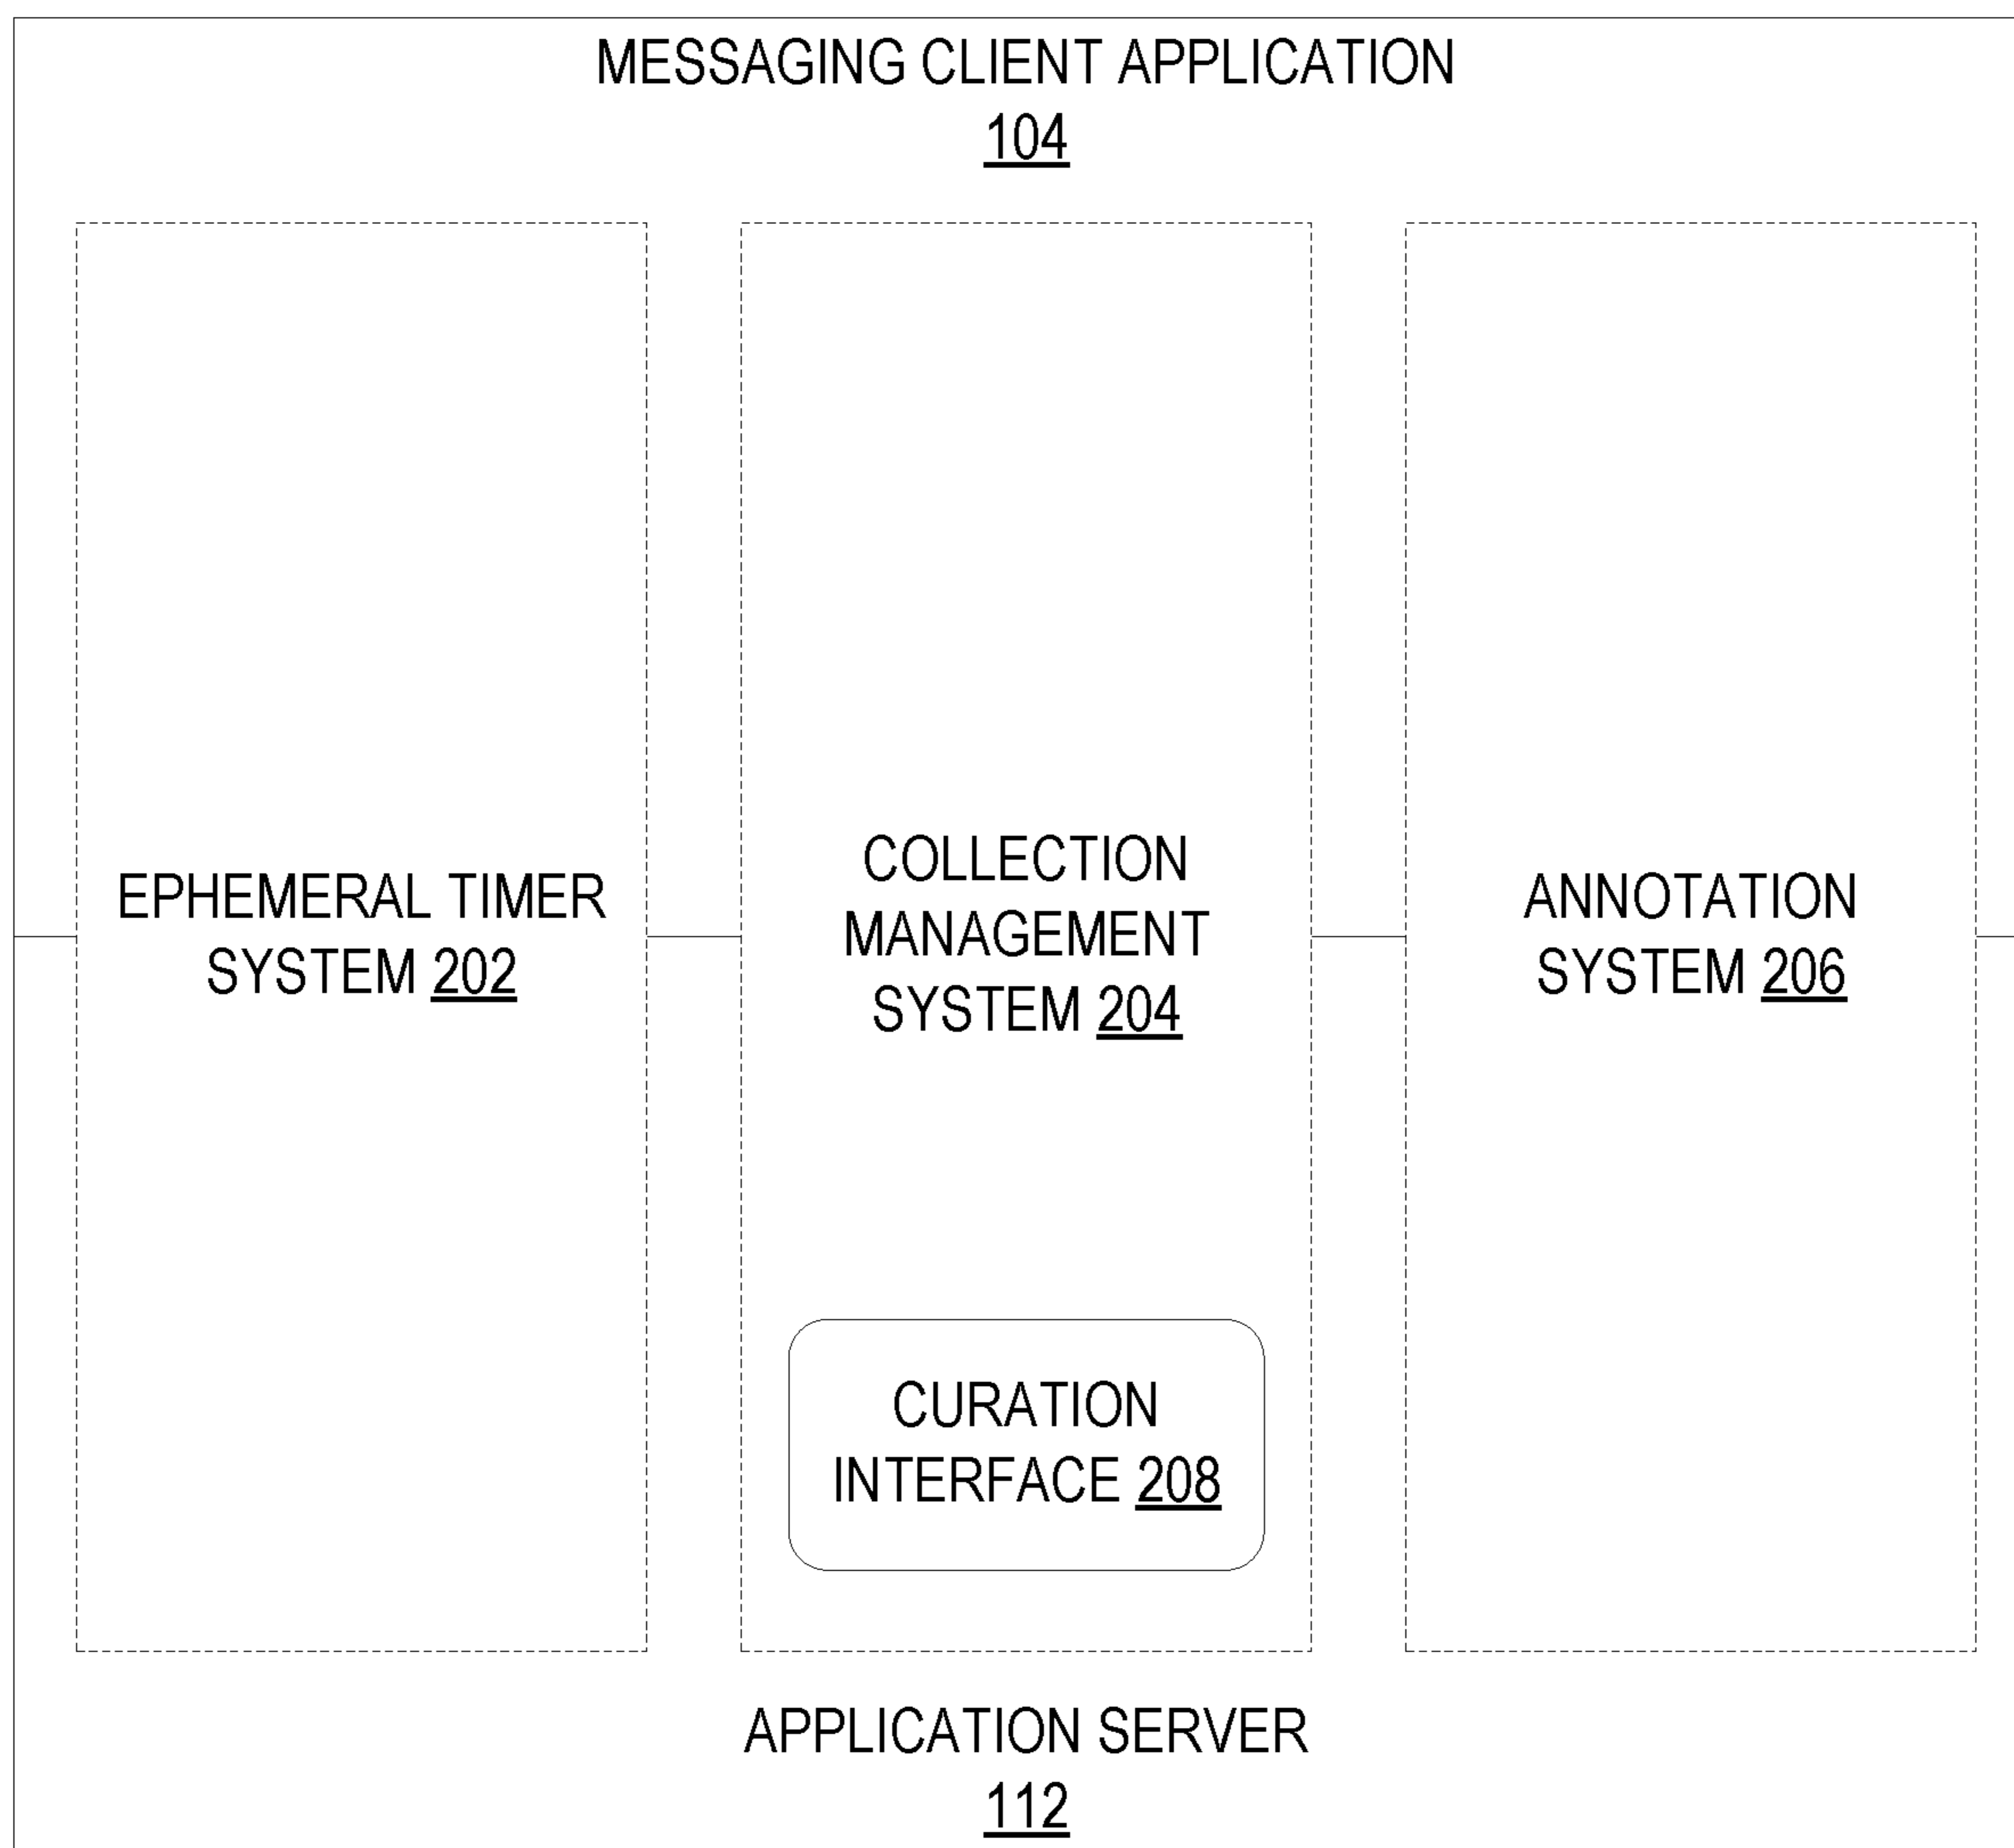 MESSAGING CLIENT APPLICATION
104
EPHEMERAL TIMER
SYSTEM 202
COLLECTION
MANAGEMENT
SYSTEM 204
ANNOTATION
SYSTEM 206
CURATION
INTERFACE 208
APPLICATION SERVER
112